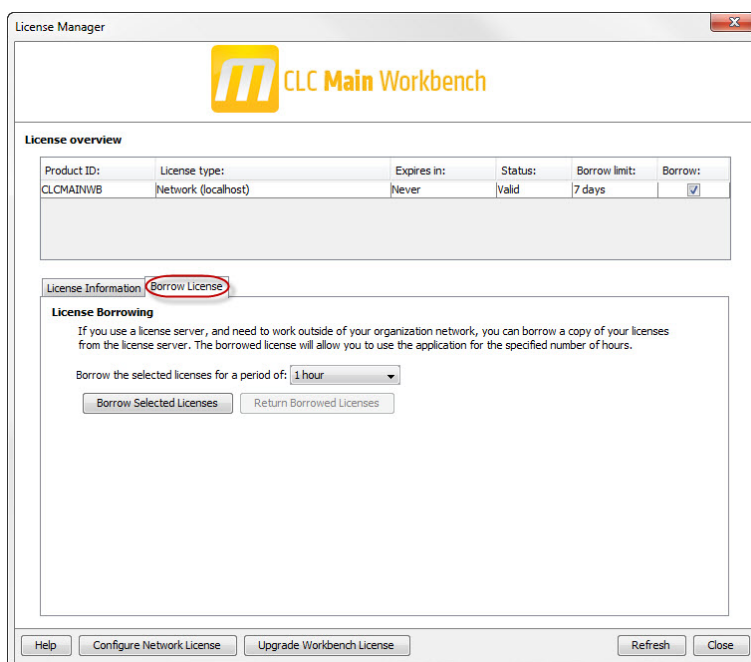 License Manager
CLC Main Workbench
License overview
Product ID: License type: Expires in: Status: Borrow limit: Borrow:
CLCMAINWB Network (localhost) Never Valid 7 days
License Information Borrow License
License Borrowing
If you use a license server, and need to work outside of your organization network, you can borrow a copy of your licenses
from the license server. The borrowed license will allow you to use the application for the specified number of hours.
Borrow the selected licenses for a period of: 1 hour
Borrow Selected Licenses Return Borrowed Licenses
Help Configure Network License Upgrade Workbench License Refresh Close